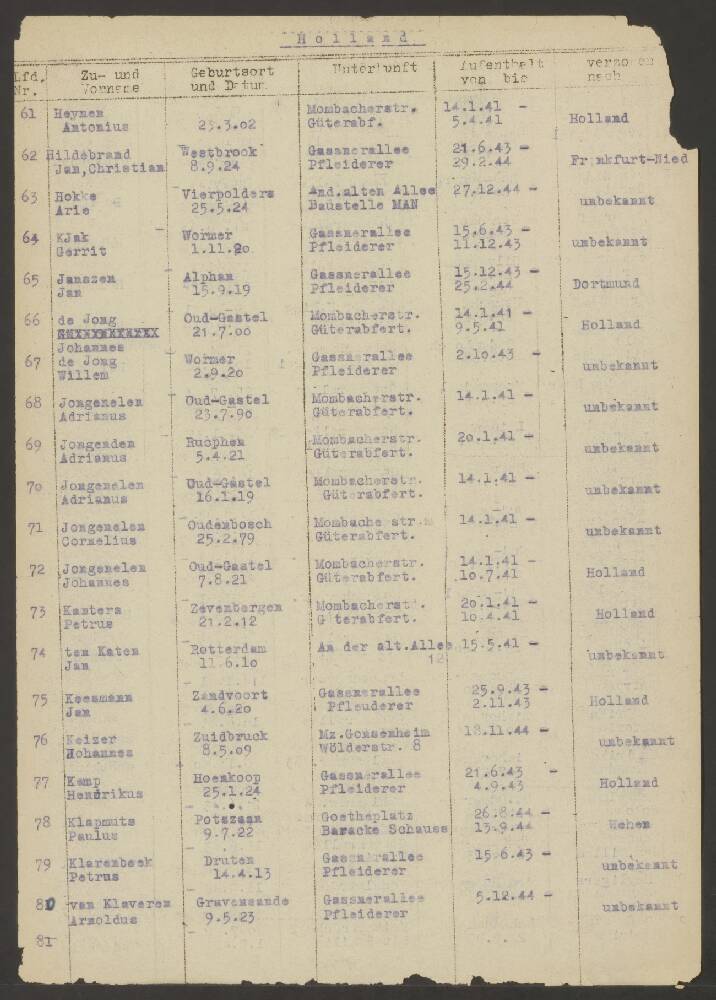 Holland
Lfd. Nr. Zu- und Vorname Geburtsort und Datum Unterkunft Aufenthalt von bis verzogen nach
61 Heynen Mombacherstr. 14.1.41 -
Antonius 23.3.02 Güterabf. 5.4.41 Holland
62 Hildebrand Westbrook Gassnerallee 21.6.43 -
Jan, Christian 8.9.24 Pfleiderer 29.2.44 Frankfurt-Nied
63 Hokke Vierpolders And.alten Allee 27.12.44 -
Arie 25.5.24 Baustelle MAN unbekannt
64 KJak Wormer Gassnerallee 15.6.43 -
Gerrit 1.11.20 Pfleiderer 11.12.43 unbekannt
65 Janszen Alphan Gassnerallee 15.12.43 -
Jan 15.9.19 Pfleiderer 25.2.44 Dortmund
66 de Jong Oud-Gastel Mombacherstr. 14.1.41 -
21.7.00 Güterabfert. 9.5.41 Holland
Johannes
67 de Jong Wormer Gassnerallee 2.10.43 -
Willem 2.9.20 Pfleiderer unbekannt
68 Jongenelen Oud-Gastel Mombacherstr. 14.1.41 -
Adrianus 23.7.90 Güterabfert. unbekannt
69 Jongenden Rucphen Mombacherstr. 20.1.41 -
Adrianus 5.4.21 Güterabfert. unbekannt
70 Jongenelen Oud-Gastel Mombacherstr. 14.1.41 -
Adrianus 16.1.19 Güterabfert. unbekannt
71 Jongenelen Oudenbosch Mombacherstr. 14.1.41 -
Cornelius 25.2.79 Güterabfert. unbekannt
72 Jongenelen Oud-Gastel Mombacherstr. 14.1.41 -
Johannes 7.8.21 Güterabfert. 10.7.41 Holland
73 Kanters Zevenbergen Mombacherst. 20.1.41 -
Petrus 21.2.12 Güterabfert. 10.4.41 Holland
74 ten Katen Rotterdam An der alt.Allee 15.5.41 -
Jan 11.6.10 12 unbekannt
75 Keesmann Zandvoort Gassnerallee 25.9.43 -
Jan 4.6.20 Pfleuderer 2.11.43 Holland
76 Keizer Zuidbruck Mz.Gonsenheim 18.11.44 -
Johannes 8.5.09 Wölderstr. 8 unbekannt
77 Kemp Hoenkoop Gassnerallee 21.6.43 -
Hendrikus 25.1.24 Pfleiderer 4.9.43 Holland
78 Klapmuts Potszaan Goetheplatz 26.8.44 -
Paulus 9.7.22 Baracke Schauss 13.9.44 Wehen
79 Klarenbeek Druten Gassnerallee 15.6.43 -
Petrus 14.4.13 Pfleiderer unbekannt
80 van Klaveren Gravensande Gassnerallee 5.12.44 -
Arnoldus 9.5.23 Pfleiderer unbekannt
81